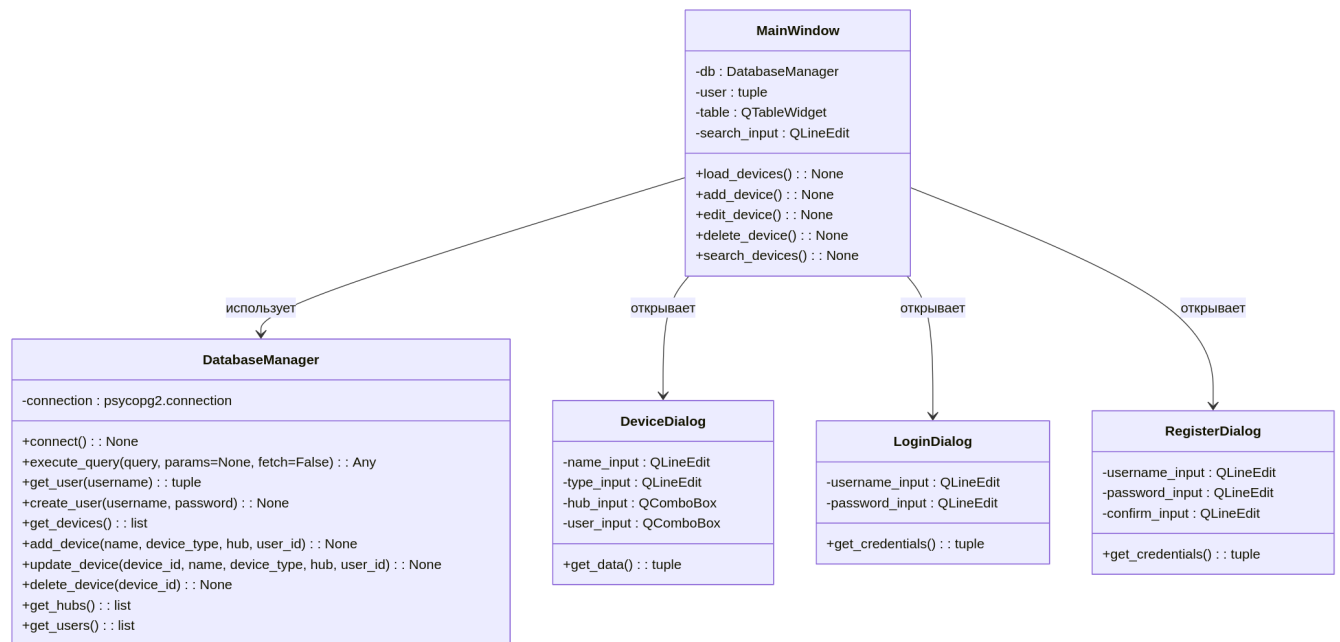 MainWindow
-db : DatabaseManager
-user : tuple
-table : QTableWidget
-search_input : QLineEdit
+load_devices() : : None
+add_device() : : None
+edit_device() : : None
+delete_device() : : None
+search_devices() : : None
использует
открывает
открывает
открывает
DatabaseManager
-connection : psycopg2.connection
+connect() : : None
+execute_query(query, params=None, fetch=False) : : Any
+get_user(username) : : tuple
+create_user(username, password) : : None
+get_devices() : : list
+add_device(name, device_type, hub, user_id) : : None
+update_device(device_id, name, device_type, hub, user_id) : : None
+delete_device(device_id) : : None
+get_hubs() : : list
+get_users() : : list
DeviceDialog
-name_input : QLineEdit
-type_input : QLineEdit
-hub_input : QComboBox
-user_input : QComboBox
+get_data() : : tuple
LoginDialog
-username_input : QLineEdit
-password_input : QLineEdit
+get_credentials() : : tuple
RegisterDialog
-username_input : QLineEdit
-password_input : QLineEdit
-confirm_input : QLineEdit
+get_credentials() : : tuple